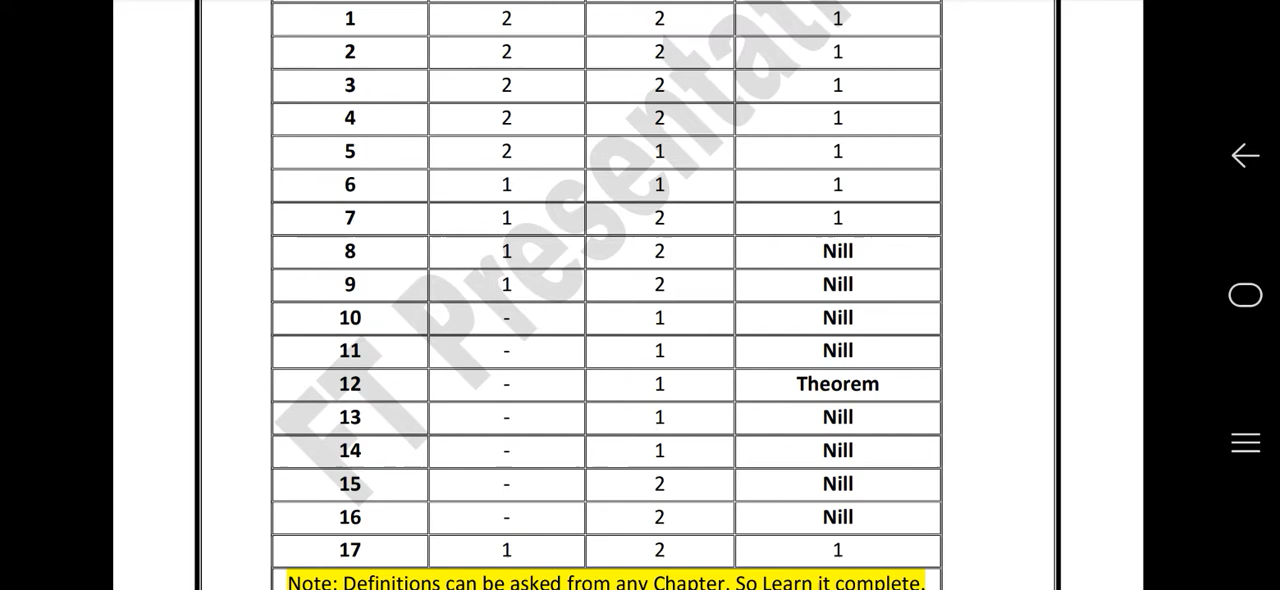 1 2 2 1
2 2 2 1
3 2 2 1
4 2 2 1
5 2 1 1
6 1 1 1
7 1 2 1
8 1 2 Nill
9 1 2 Nill
10 - 1 Nill
11 - 1 Nill
12 - 1 Theorem
13 - 1 Nill
14 - 1 Nill
15 - 2 Nill
16 - 2 Nill
17 1 2 1
Note: Definitions can be asked from any Chapter. So Learn it complete.
FT Presentati